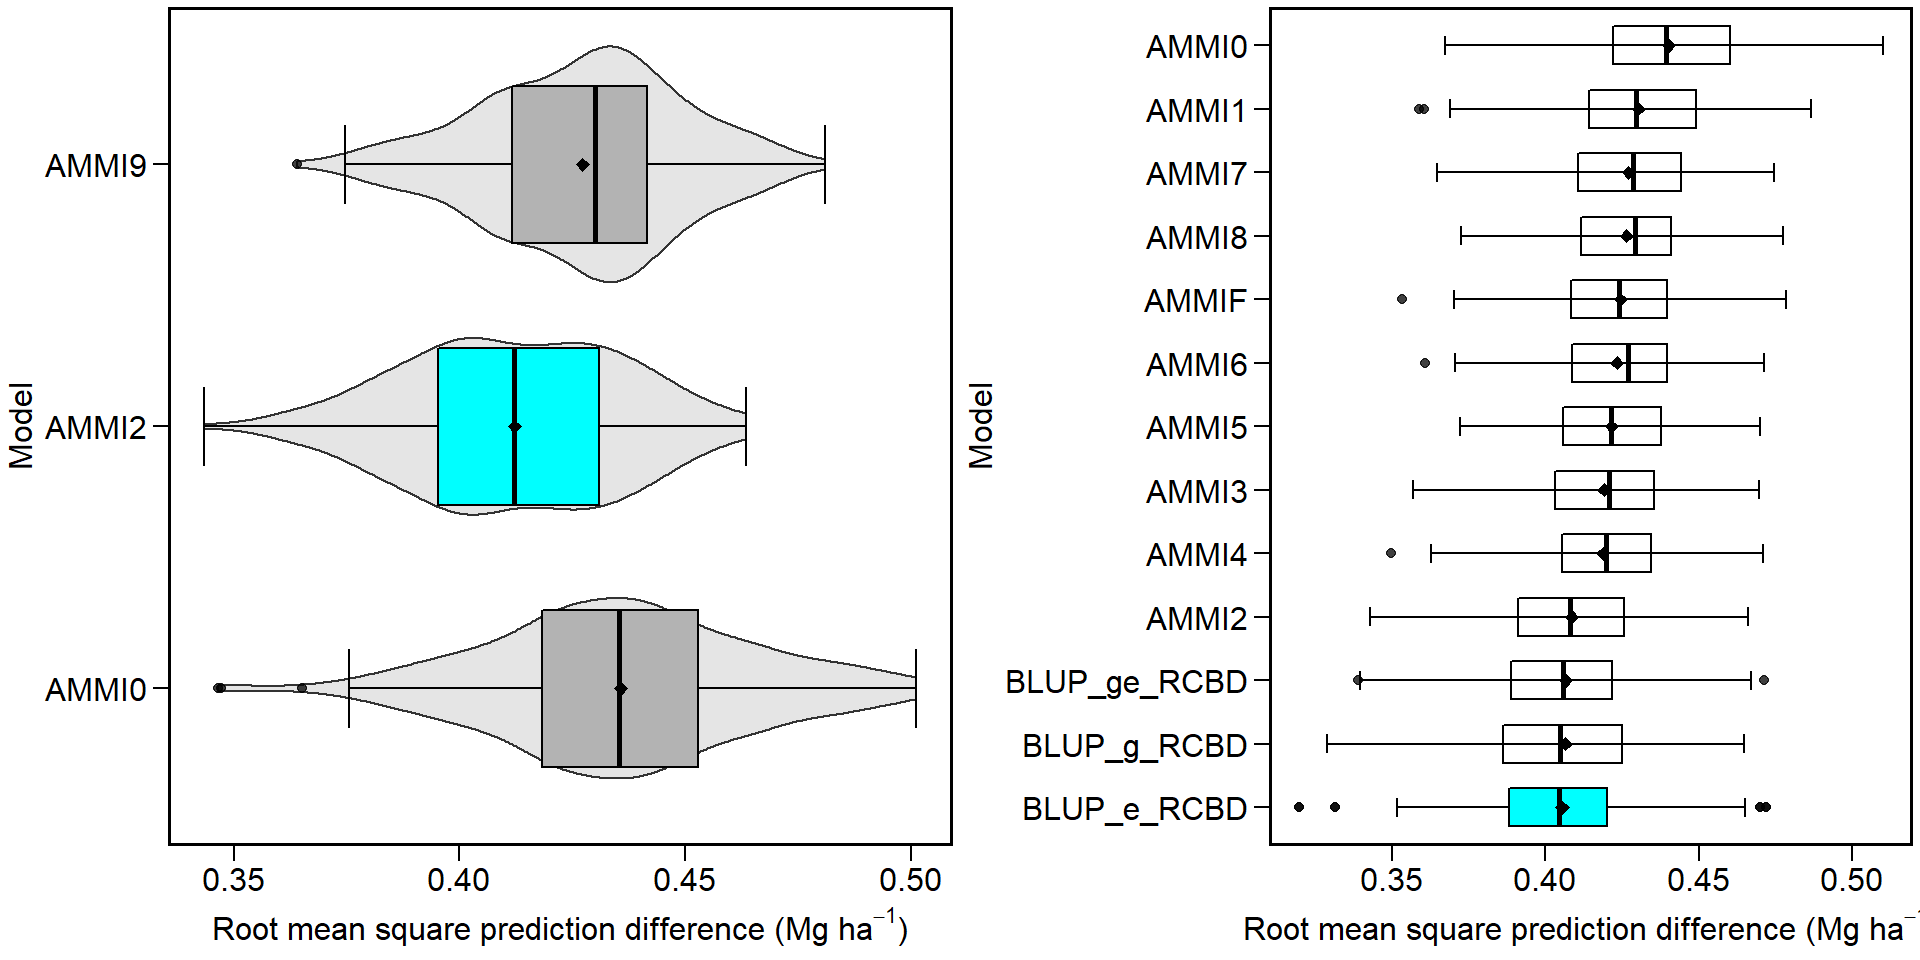 Model
AMMI9
AMMI2
AMMI0
0.35 0.40 0.45 0.50
Root mean square prediction difference (Mg ha⁻¹)
Model
AMMI0
AMMI1
AMMI7
AMMI8
AMMIF
AMMI6
AMMI5
AMMI3
AMMI4
AMMI2
BLUP_ge_RCBD
BLUP_g_RCBD
BLUP_e_RCBD
0.35 0.40 0.45 0.50
Root mean square prediction difference (Mg ha⁻¹